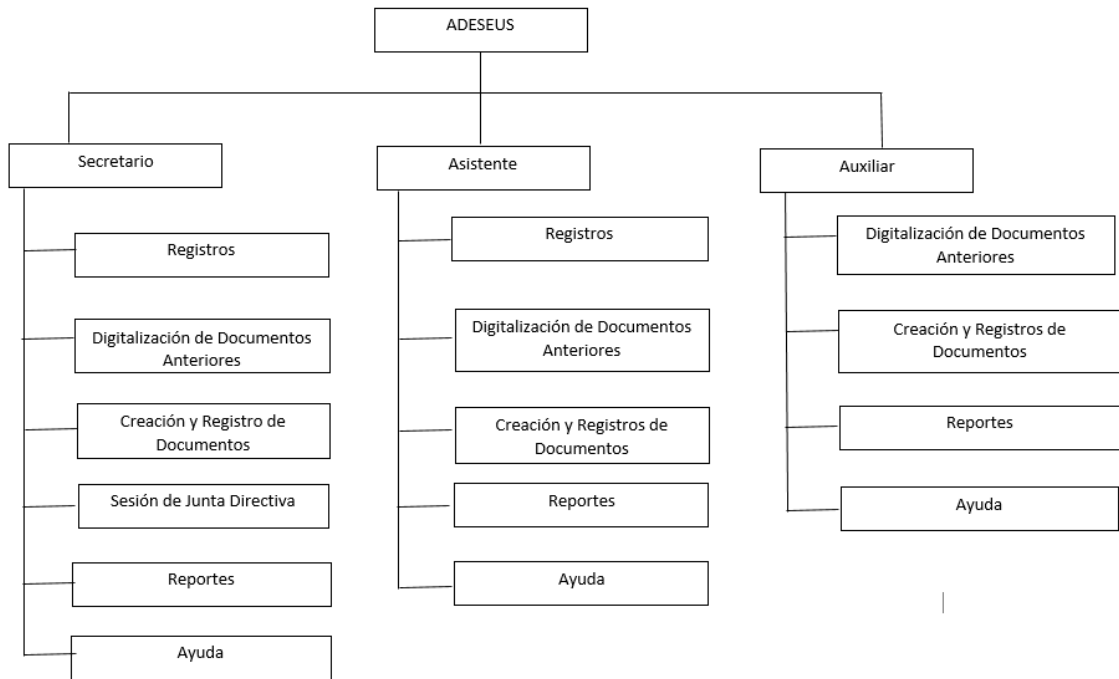 ADESEUS
Secretario
Registros
Digitalización de Documentos
Anteriores
Creación y Registro de
Documentos
Sesión de Junta Directiva
Reportes
Ayuda
Asistente
Registros
Digitalización de Documentos
Anteriores
Creación y Registros de
Documentos
Reportes
Ayuda
Auxiliar
Digitalización de Documentos
Anteriores
Creación y Registros de
Documentos
Reportes
Ayuda